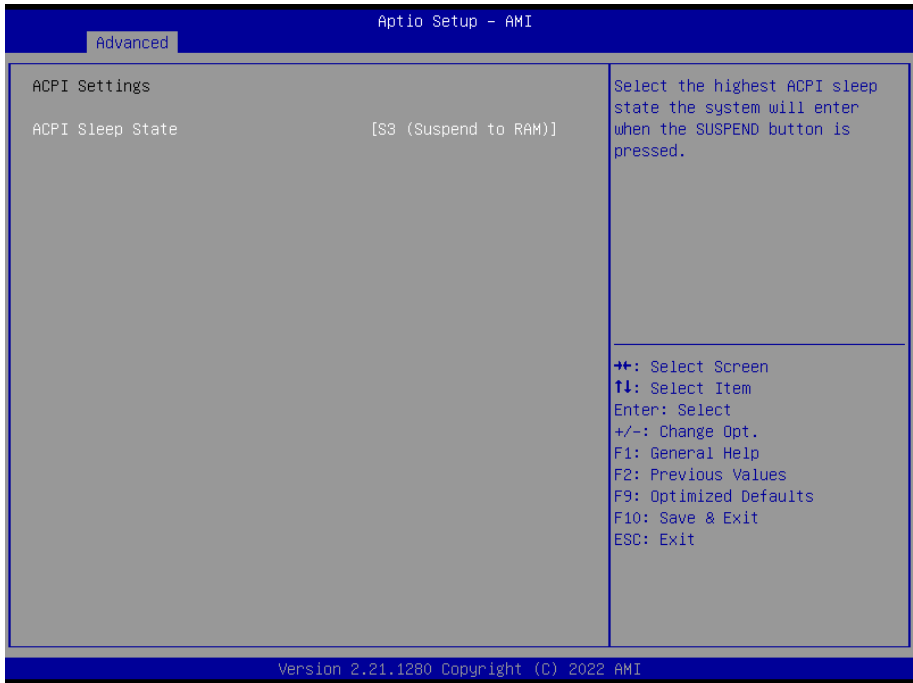 Aptio Setup - AMI
Advanced
ACPI Settings
ACPI Sleep State [S3 (Suspend to RAM)]
Select the highest ACPI sleep
state the system will enter
when the SUSPEND button is
pressed.
→←: Select Screen
↑↓: Select Item
Enter: Select
+/-: Change Opt.
F1: General Help
F2: Previous Values
F9: Optimized Defaults
F10: Save & Exit
ESC: Exit
Version 2.21.1280 Copyright (C) 2022 AMI